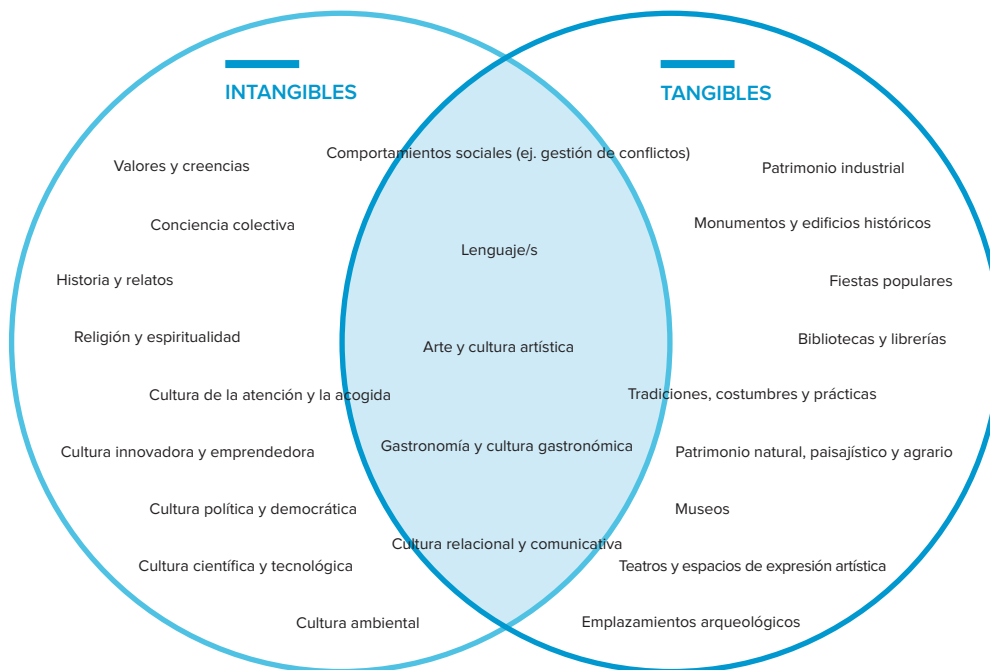 INTANGIBLES
Valores y creencias
Conciencia colectiva
Historia y relatos
Religión y espiritualidad
Cultura de la atención y la acogida
Cultura innovadora y emprendedora
Cultura política y democrática
Cultura científica y tecnológica
Cultura ambiental
Comportamientos sociales (ej. gestión de conflictos)
Lenguaje/s
Arte y cultura artística
Gastronomía y cultura gastronómica
Cultura relacional y comunicativa
TANGIBLES
Patrimonio industrial
Monumentos y edificios históricos
Fiestas populares
Bibliotecas y librerías
Tradiciones, costumbres y prácticas
Patrimonio natural, paisajístico y agrario
Museos
Teatros y espacios de expresión artística
Emplazamientos arqueológicos